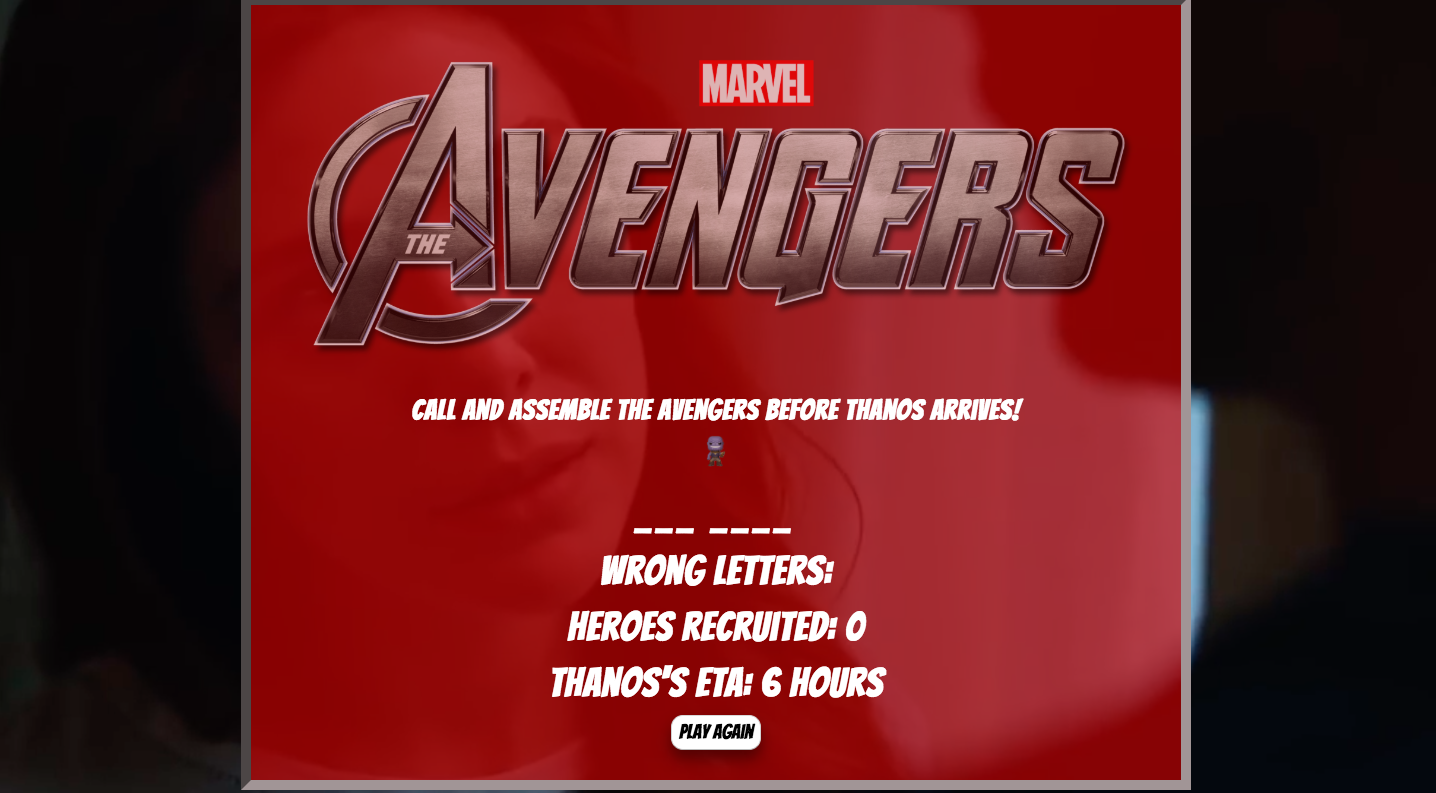 MARVEL
THE AVENGERS
CALL AND ASSEMBLE THE AVENGERS BEFORE THANOS ARRIVES!
___ ____
WRONG LETTERS:
HEROES RECRUITED: 0
THANOS'S ETA: 6 HOURS
PLAY AGAIN